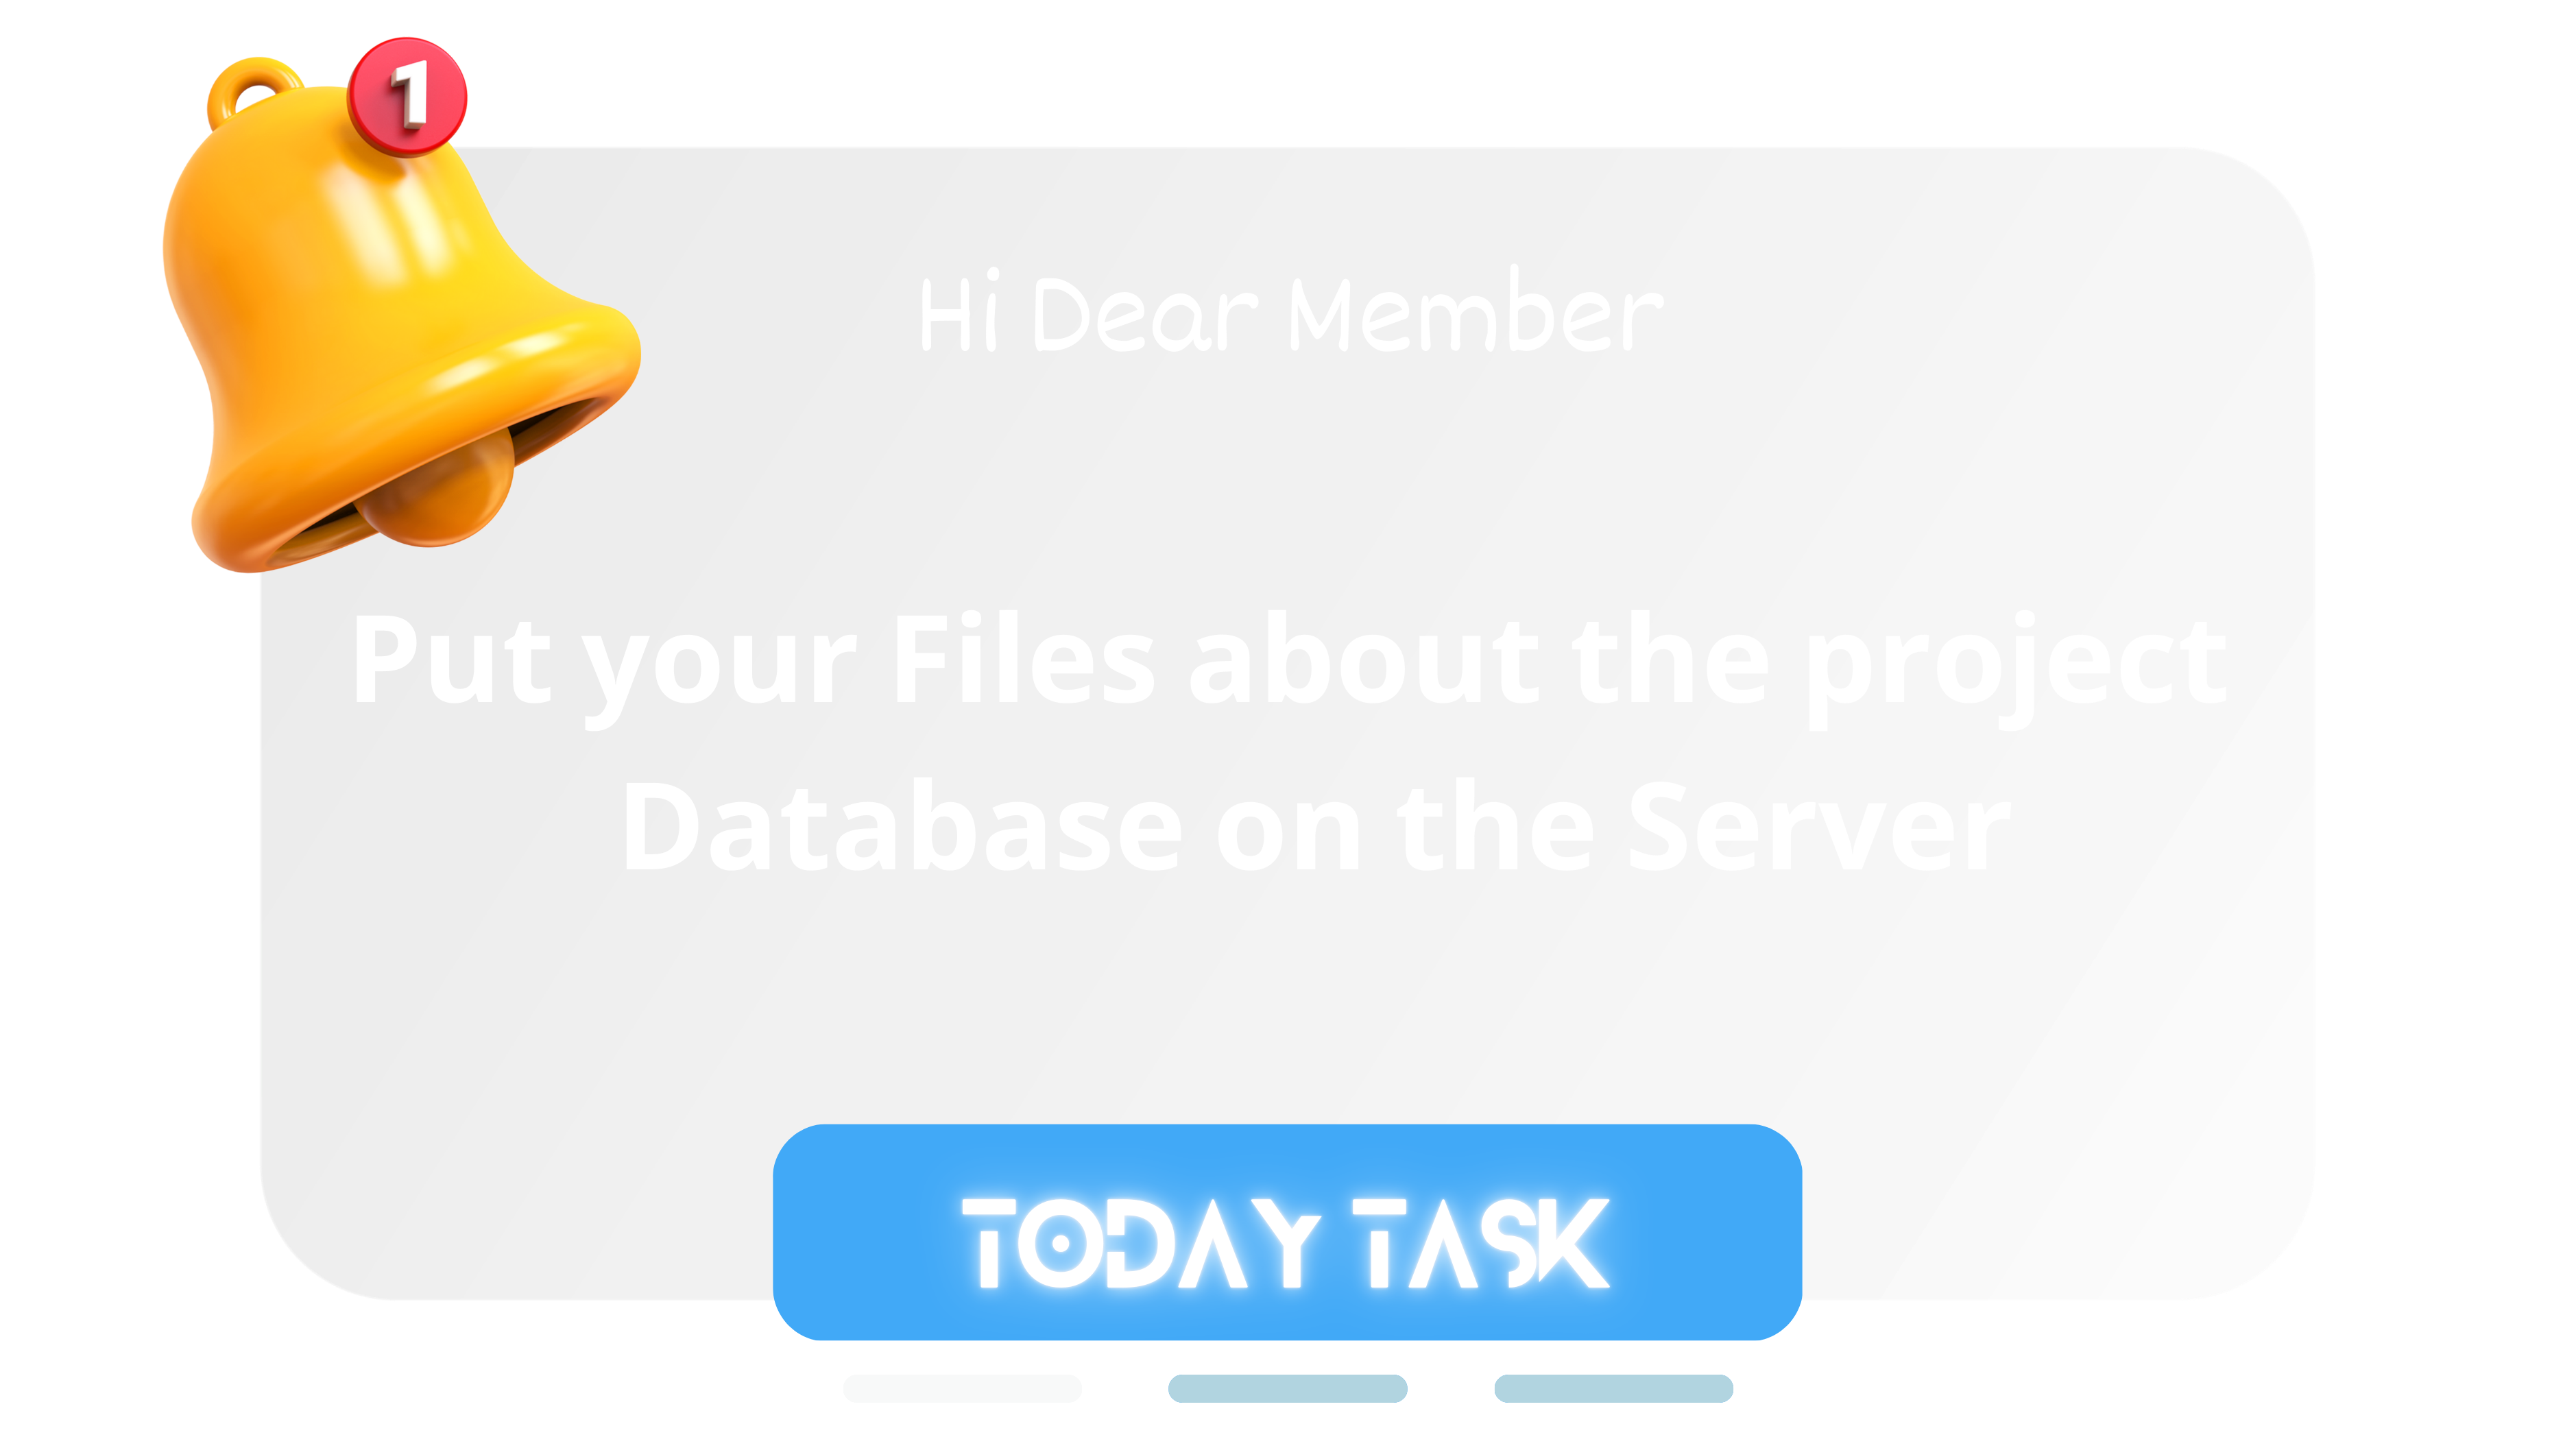 1
Hi Dear Member
Put your Files about the project
Database on the Server
TODAY TASK